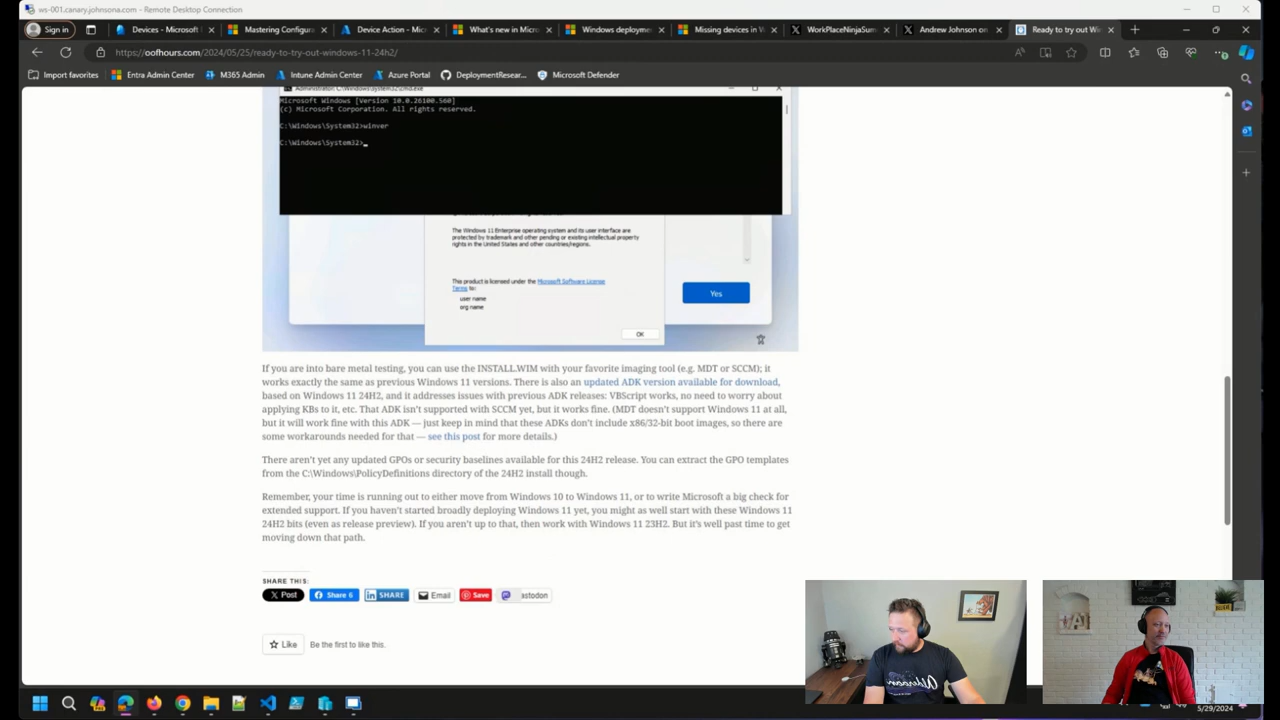 ws-001.canary.johnsona.com - Remote Desktop Connection
Sign in
Devices - Microsoft
Mastering Configura
Device Action - Mic
What's new in Micro
Windows deployme
Missing devices in W
WorkPlaceNinjaSum
Andrew Johnson on
Ready to try out Wi
https://oofhours.com/2024/05/25/ready-to-try-out-windows-11-24h2/
Import favorites
Entra Admin Center
M365 Admin
Intune Admin Center
Azure Portal
DeploymentResear...
Microsoft Defender
Administrator: C:\Windows\system32\cmd.exe
Microsoft Windows [Version 10.0.26100.560]
(c) Microsoft Corporation. All rights reserved.
C:\Windows\System32>winver
C:\Windows\System32>
The Windows 11 Enterprise operating system and its user interface are
protected by trademark and other pending or existing intellectual property
rights in the United States and other countries/regions.
This product is licensed under the Microsoft Software License
Terms to:
user name
org name
Yes
OK
If you are into bare metal testing, you can use the INSTALL.WIM with your favorite imaging tool (e.g. MDT or SCCM); it
works exactly the same as previous Windows 11 versions. There is also an updated ADK version available for download,
based on Windows 11 24H2, and it addresses issues with previous ADK releases: VBScript works, no need to worry about
applying KBs to it, etc. That ADK isn't supported with SCCM yet, but it works fine. (MDT doesn't support Windows 11 at all,
but it will work fine with this ADK — just keep in mind that these ADKs don't include x86/32-bit boot images, so there are
some workarounds needed for that — see this post for more details.)
There aren't yet any updated GPOs or security baselines available for this 24H2 release. You can extract the GPO templates
from the C:\Windows\PolicyDefinitions directory of the 24H2 install though.
Remember, your time is running out to either move from Windows 10 to Windows 11, or to write Microsoft a big check for
extended support. If you haven't started broadly deploying Windows 11 yet, you might as well start with these Windows 11
24H2 bits (even as release preview). If you aren't up to that, then work with Windows 11 23H2. But it's well past time to get
moving down that path.
SHARE THIS:
Post
Share 6
SHARE
Email
Save
astodon
Like
Be the first to like this.
5/29/2024